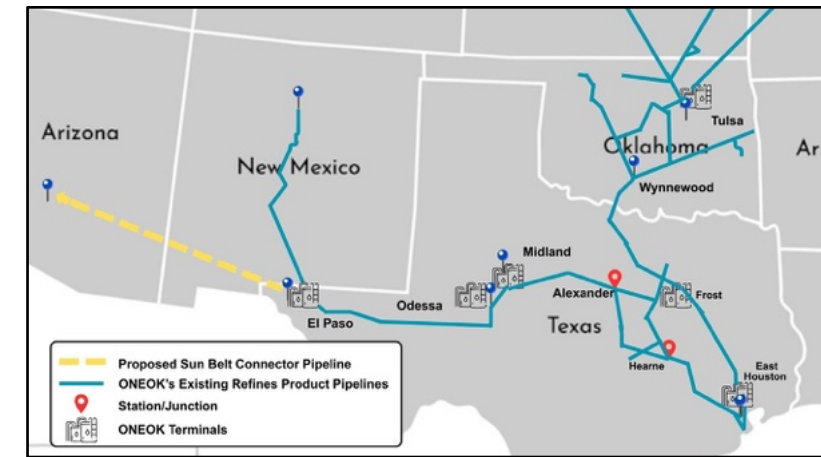 Arizona
New Mexico
Tulsa
Oklahoma
Ar
Wynnewood
Midland
Odessa
Alexander
Frost
El Paso
Texas
Hearne
East
Houston
Proposed Sun Belt Connector Pipeline
ONEOK's Existing Refines Product Pipelines
Station/Junction
ONEOK Terminals